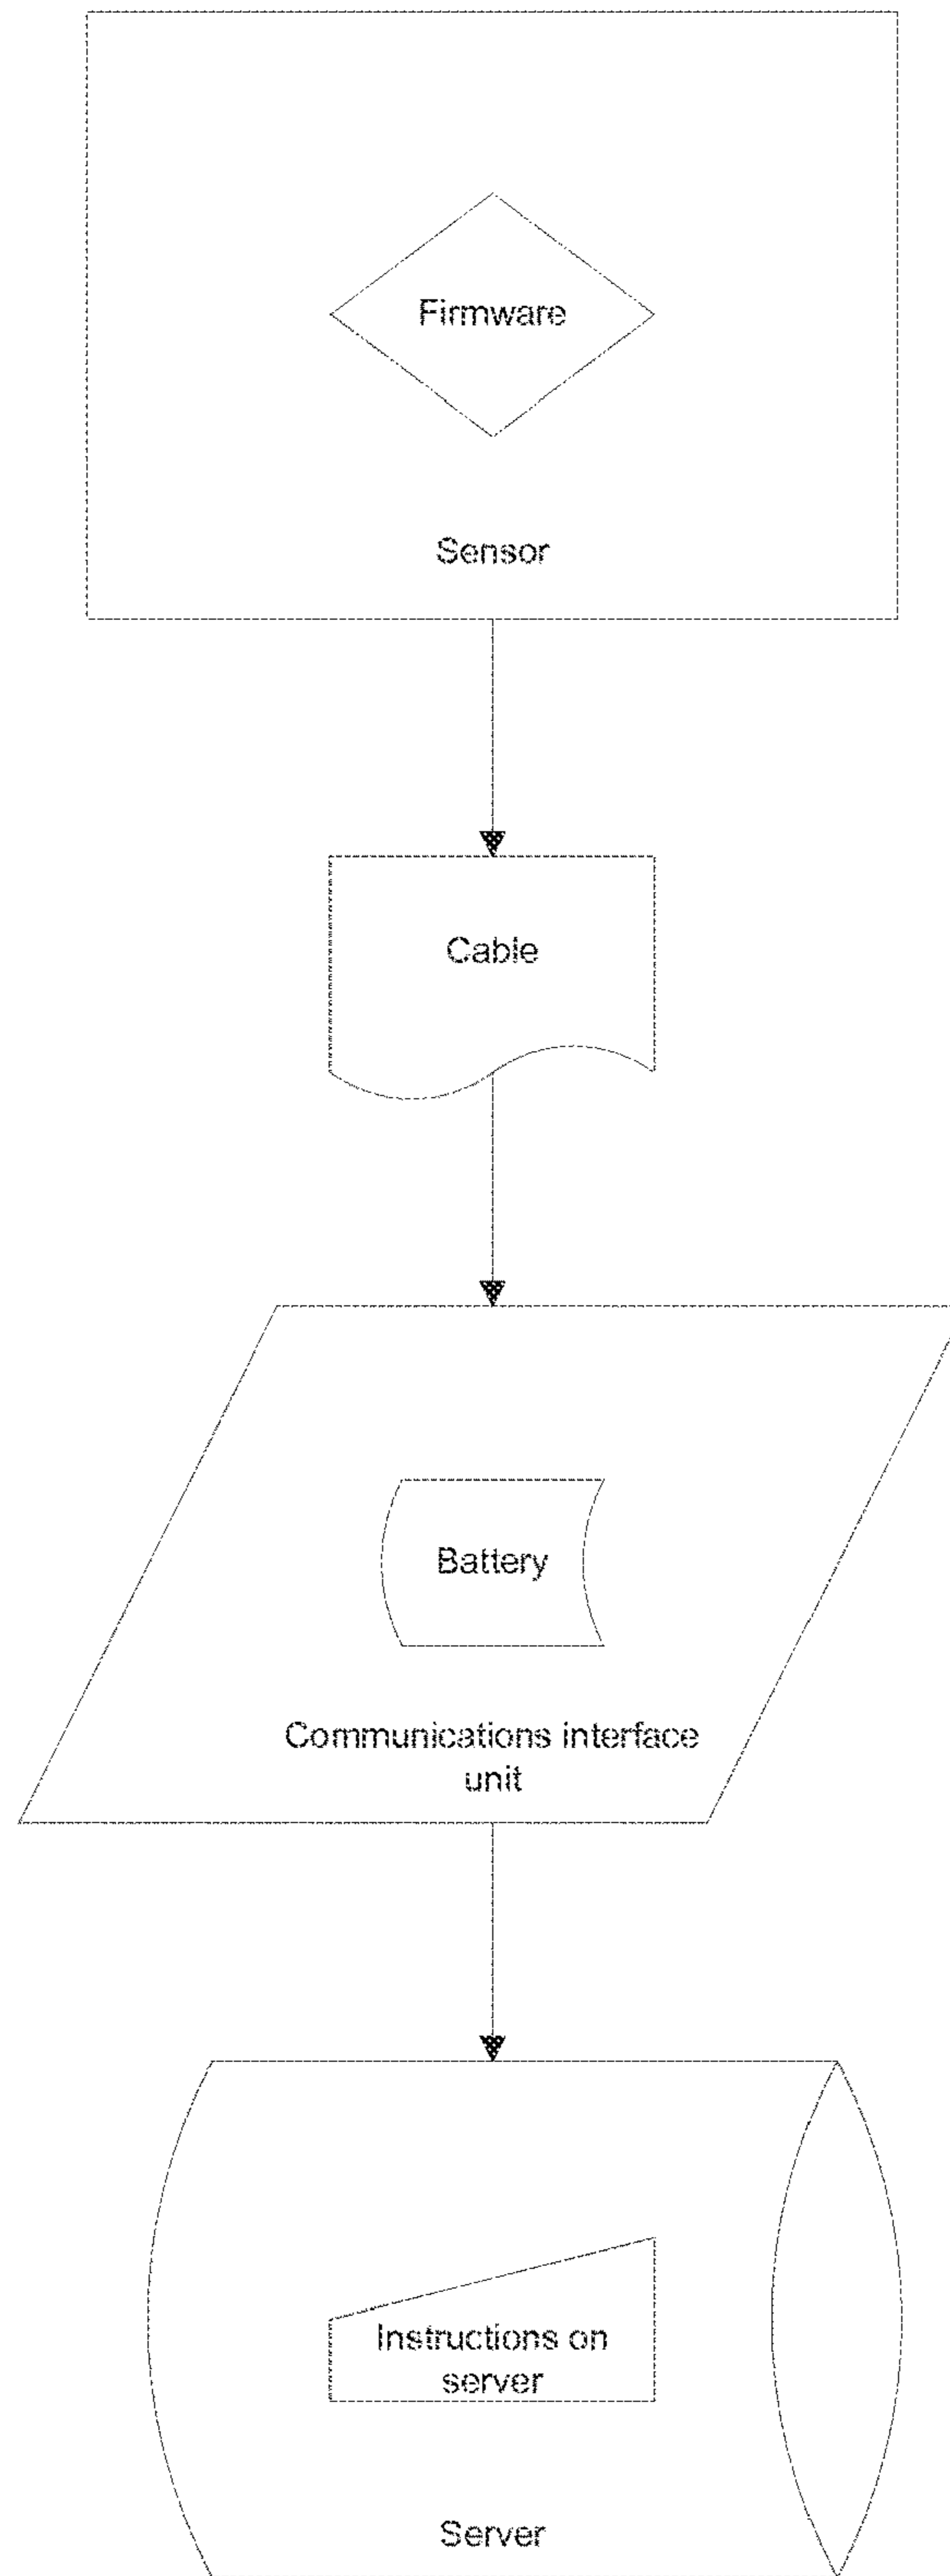 Firmware
Sensor
Cable
Battery
Communications interface
unit
Instructions on
server
Server